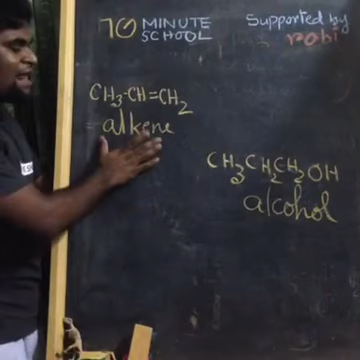 10 MINUTE SCHOOL
Supported by robi
CH₃-CH=CH₂
alkene
CH₃CH₂CH₂OH
alcohol